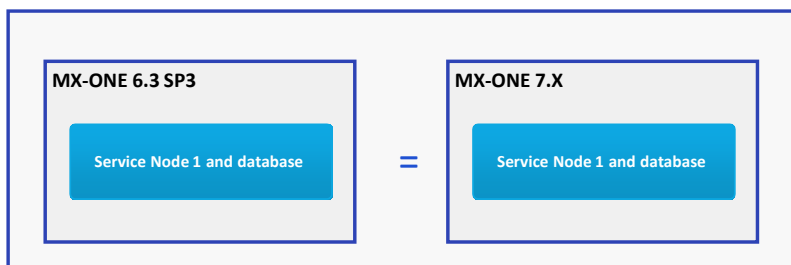 MX-ONE 6.3 SP3
Service Node 1 and database
=
MX-ONE 7.X
Service Node 1 and database